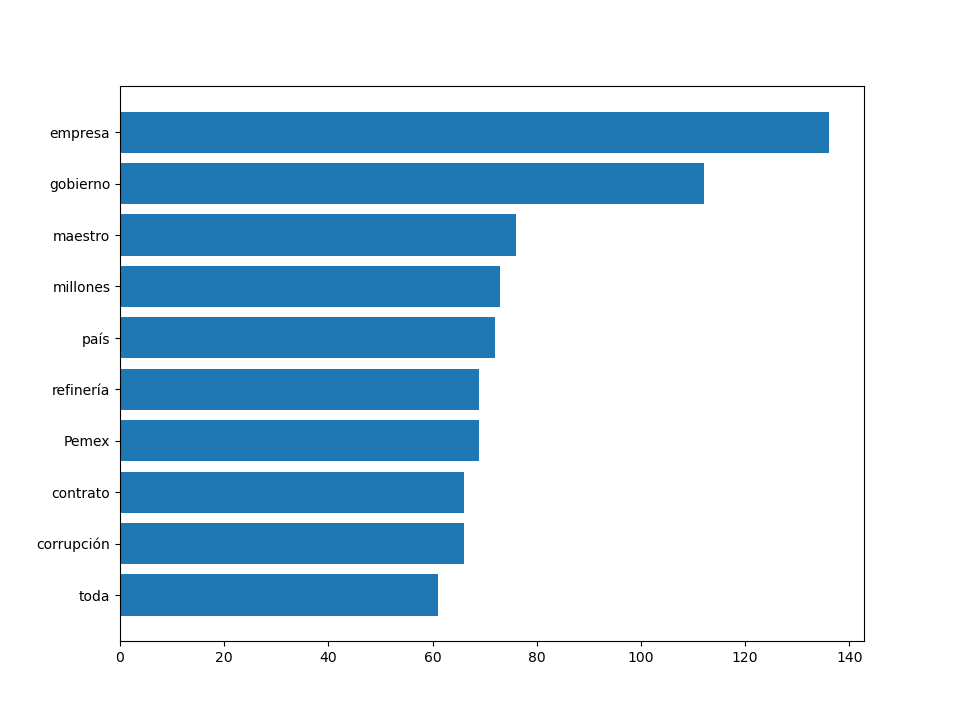 empresa
gobierno
maestro
millones
país
refinería
Pemex
contrato
corrupción
toda
0 20 40 60 80 100 120 140